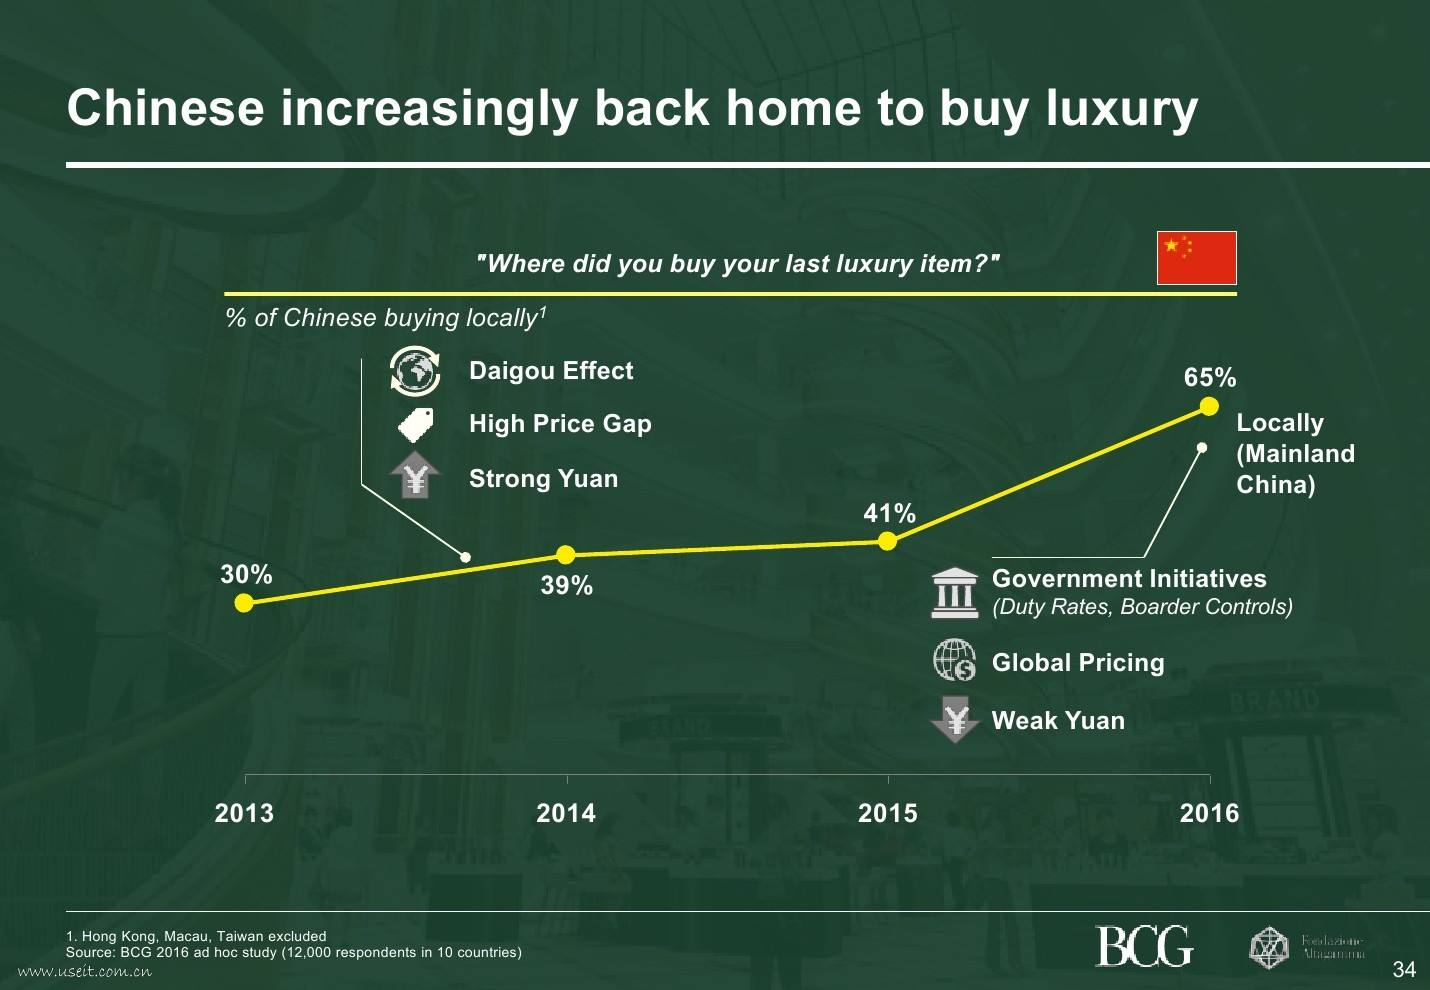 Chinese increasingly back home to buy luxury
"Where did you buy your last luxury item?"
% of Chinese buying locally1
Daigou Effect
High Price Gap
Strong Yuan
30%
39%
41%
65%
Locally
(Mainland
China)
Government Initiatives
(Duty Rates, Boarder Controls)
Global Pricing
Weak Yuan
2013 2014 2015 2016
BRAND
1. Hong Kong, Macau, Taiwan excluded
Source: BCG 2016 ad hoc study (12,000 respondents in 10 countries)
www.useit.com.cn
BCG
Fondazione
Altagamma
34